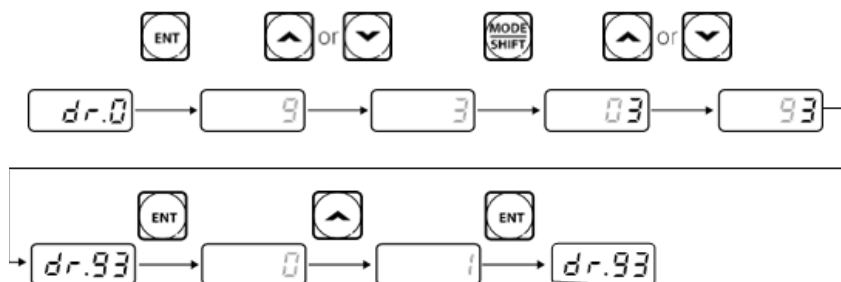 ENT or MODE SHIFT or
dr.0 9 3 03 93
ENT ENT
dr.93 0 1 dr.93